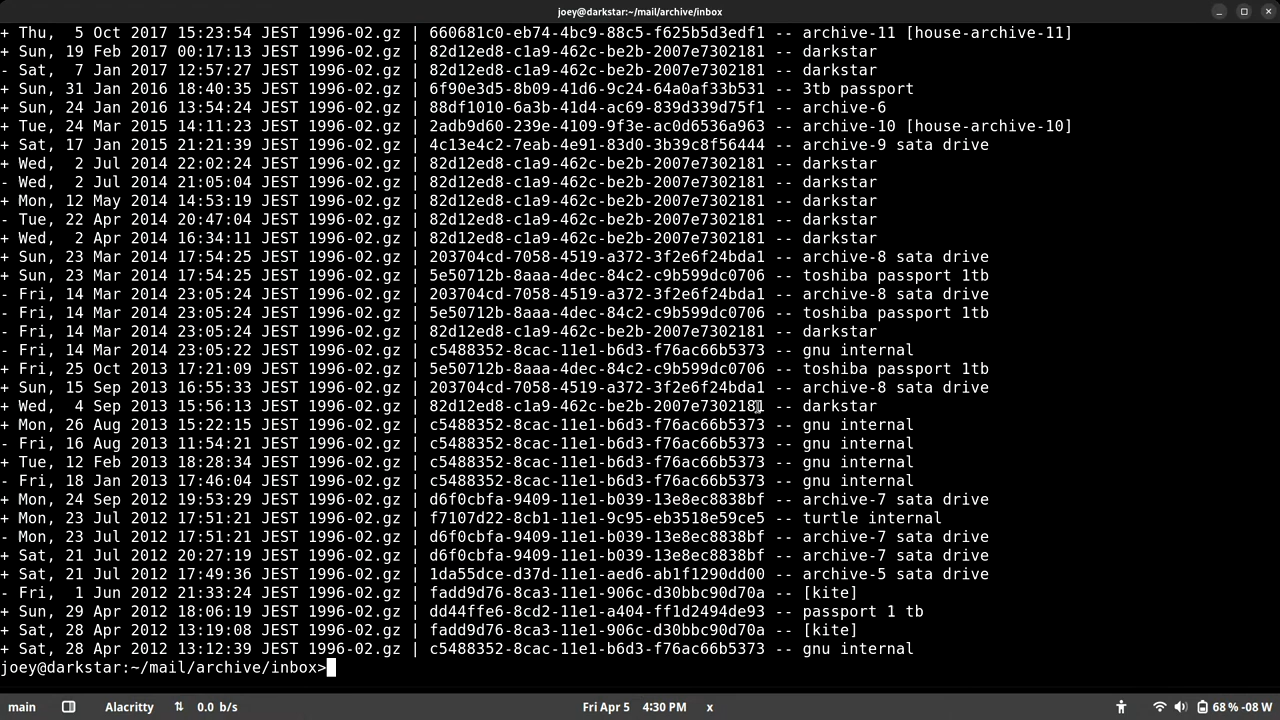 joey@darkstar:~/mail/archive/inbox
+ Thu,  5 Oct 2017 15:23:54 JEST 1996-02.gz | 660681c0-eb74-4bc9-88c5-f625b5d3edf1 -- archive-11 [house-archive-11]
+ Sun, 19 Feb 2017 00:17:13 JEST 1996-02.gz | 82d12ed8-c1a9-462c-be2b-2007e7302181 -- darkstar
- Sat,  7 Jan 2017 12:57:27 JEST 1996-02.gz | 82d12ed8-c1a9-462c-be2b-2007e7302181 -- darkstar
+ Sun, 31 Jan 2016 18:40:35 JEST 1996-02.gz | 6f90e3d5-8b09-41d6-9c24-64a0af33b531 -- 3tb passport
+ Sun, 24 Jan 2016 13:54:24 JEST 1996-02.gz | 88df1010-6a3b-41d4-ac69-839d339d75f1 -- archive-6
+ Tue, 24 Mar 2015 14:11:23 JEST 1996-02.gz | 2adb9d60-239e-4109-9f3e-ac0d6536a963 -- archive-10 [house-archive-10]
+ Sat, 17 Jan 2015 21:21:39 JEST 1996-02.gz | 4c13e4c2-7eab-4e91-83d0-3b39c8f56444 -- archive-9 sata drive
+ Wed,  2 Jul 2014 22:02:24 JEST 1996-02.gz | 82d12ed8-c1a9-462c-be2b-2007e7302181 -- darkstar
- Wed,  2 Jul 2014 21:05:04 JEST 1996-02.gz | 82d12ed8-c1a9-462c-be2b-2007e7302181 -- darkstar
+ Mon, 12 May 2014 14:53:19 JEST 1996-02.gz | 82d12ed8-c1a9-462c-be2b-2007e7302181 -- darkstar
- Tue, 22 Apr 2014 20:47:04 JEST 1996-02.gz | 82d12ed8-c1a9-462c-be2b-2007e7302181 -- darkstar
+ Wed,  2 Apr 2014 16:34:11 JEST 1996-02.gz | 82d12ed8-c1a9-462c-be2b-2007e7302181 -- darkstar
+ Sun, 23 Mar 2014 17:54:25 JEST 1996-02.gz | 203704cd-7058-4519-a372-3f2e6f24bda1 -- archive-8 sata drive
+ Sun, 23 Mar 2014 17:54:25 JEST 1996-02.gz | 5e50712b-8aaa-4dec-84c2-c9b599dc0706 -- toshiba passport 1tb
- Fri, 14 Mar 2014 23:05:24 JEST 1996-02.gz | 203704cd-7058-4519-a372-3f2e6f24bda1 -- archive-8 sata drive
- Fri, 14 Mar 2014 23:05:24 JEST 1996-02.gz | 5e50712b-8aaa-4dec-84c2-c9b599dc0706 -- toshiba passport 1tb
- Fri, 14 Mar 2014 23:05:24 JEST 1996-02.gz | 82d12ed8-c1a9-462c-be2b-2007e7302181 -- darkstar
- Fri, 14 Mar 2014 23:05:22 JEST 1996-02.gz | c5488352-8cac-11e1-b6d3-f76ac66b5373 -- gnu internal
+ Fri, 25 Oct 2013 17:21:09 JEST 1996-02.gz | 5e50712b-8aaa-4dec-84c2-c9b599dc0706 -- toshiba passport 1tb
+ Sun, 15 Sep 2013 16:55:33 JEST 1996-02.gz | 203704cd-7058-4519-a372-3f2e6f24bda1 -- archive-8 sata drive
+ Wed,  4 Sep 2013 15:56:13 JEST 1996-02.gz | 82d12ed8-c1a9-462c-be2b-2007e7302181 -- darkstar
+ Mon, 26 Aug 2013 15:22:15 JEST 1996-02.gz | c5488352-8cac-11e1-b6d3-f76ac66b5373 -- gnu internal
- Fri, 16 Aug 2013 11:54:21 JEST 1996-02.gz | c5488352-8cac-11e1-b6d3-f76ac66b5373 -- gnu internal
+ Tue, 12 Feb 2013 18:28:34 JEST 1996-02.gz | c5488352-8cac-11e1-b6d3-f76ac66b5373 -- gnu internal
- Fri, 18 Jan 2013 17:46:04 JEST 1996-02.gz | c5488352-8cac-11e1-b6d3-f76ac66b5373 -- gnu internal
+ Mon, 24 Sep 2012 19:53:29 JEST 1996-02.gz | d6f0cbfa-9409-11e1-b039-13e8ec8838bf -- archive-7 sata drive
+ Mon, 23 Jul 2012 17:51:21 JEST 1996-02.gz | f7107d22-8cb1-11e1-9c95-eb3518e59ce5 -- turtle internal
- Mon, 23 Jul 2012 17:51:21 JEST 1996-02.gz | d6f0cbfa-9409-11e1-b039-13e8ec8838bf -- archive-7 sata drive
+ Sat, 21 Jul 2012 20:27:19 JEST 1996-02.gz | d6f0cbfa-9409-11e1-b039-13e8ec8838bf -- archive-7 sata drive
+ Sat, 21 Jul 2012 17:49:36 JEST 1996-02.gz | 1da55dce-d37d-11e1-aed6-ab1f1290dd00 -- archive-5 sata drive
- Fri,  1 Jun 2012 21:33:24 JEST 1996-02.gz | fadd9d76-8ca3-11e1-906c-d30bbc90d70a -- [kite]
+ Sun, 29 Apr 2012 18:06:19 JEST 1996-02.gz | dd44ffe6-8cd2-11e1-a404-ff1d2494de93 -- passport 1 tb
+ Sat, 28 Apr 2012 13:19:08 JEST 1996-02.gz | fadd9d76-8ca3-11e1-906c-d30bbc90d70a -- [kite]
+ Sat, 28 Apr 2012 13:12:39 JEST 1996-02.gz | c5488352-8cac-11e1-b6d3-f76ac66b5373 -- gnu internal
joey@darkstar:~/mail/archive/inbox>
main Alacritty ⇅ 0.0 b/s Fri Apr 5 4:30 PM x 68 % -08 W